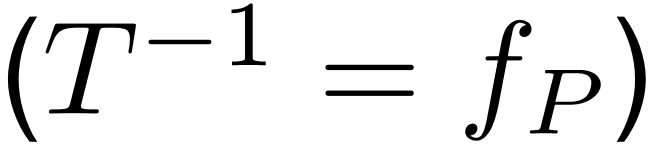 (T⁻¹ = f_P)